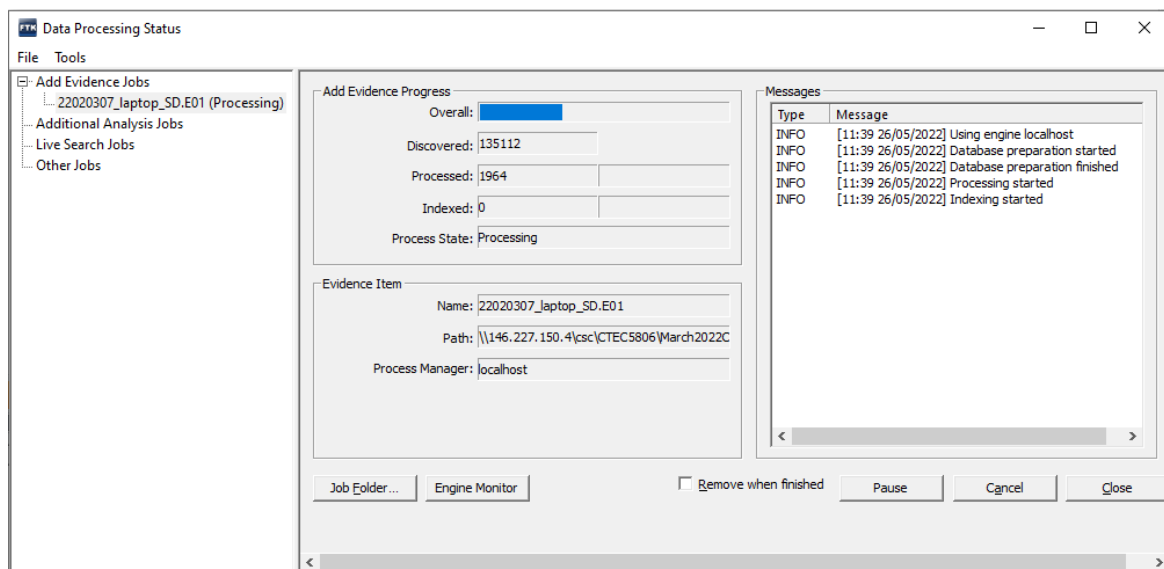 FTK Data Processing Status
File Tools
Add Evidence Jobs
22020307_laptop_SD.E01 (Processing)
Additional Analysis Jobs
Live Search Jobs
Other Jobs
Add Evidence Progress
Overall:
Discovered: 135112
Processed: 1964
Indexed: 0
Process State: Processing
Evidence Item
Name: 22020307_laptop_SD.E01
Path: \\146.227.150.4\csc\CTEC5806\March2022C
Process Manager: localhost
Messages
Type Message
INFO [11:39 26/05/2022] Using engine localhost
INFO [11:39 26/05/2022] Database preparation started
INFO [11:39 26/05/2022] Database preparation finished
INFO [11:39 26/05/2022] Processing started
INFO [11:39 26/05/2022] Indexing started
Job Folder... Engine Monitor Remove when finished Pause Cancel Close